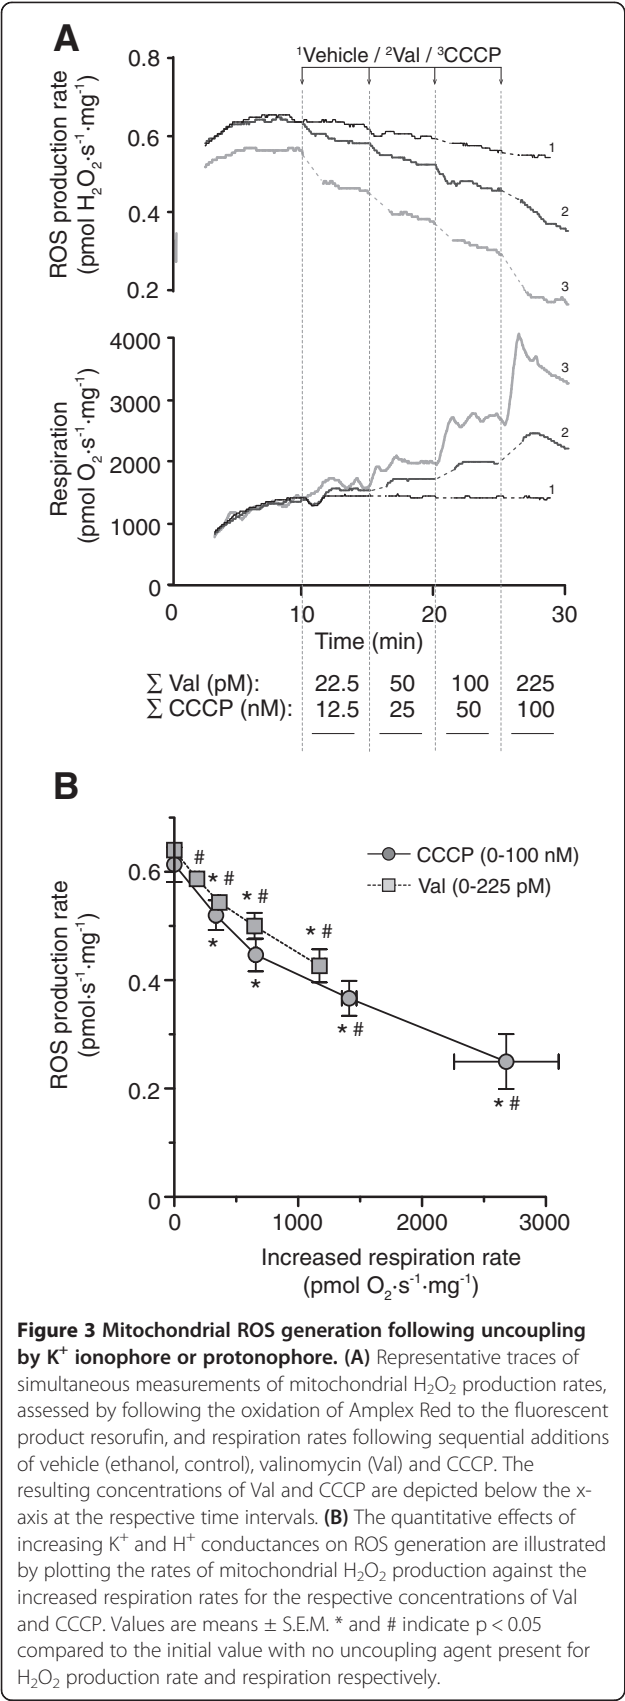 A
¹Vehicle / ²Val / ³CCCP
ROS production rate
(pmol H₂O₂·s⁻¹·mg⁻¹)
0.8
0.6
0.4
0.2
1
2
3
Respiration
(pmol O₂·s⁻¹·mg⁻¹)
4000
3000
2000
1000
0
3
2
1
0 10 20 30
Time (min)
∑ Val (pM): 22.5 50 100 225
∑ CCCP (nM): 12.5 25 50 100
B
ROS production rate
(pmol·s⁻¹·mg⁻¹)
0.6
0.4
0.2
0
CCCP (0-100 nM)
Val (0-225 pM)
#
* #
* #
* #
*
*
* #
* #
0 1000 2000 3000
Increased respiration rate
(pmol O₂·s⁻¹·mg⁻¹)
Figure 3 Mitochondrial ROS generation following uncoupling
by K⁺ ionophore or protonophore. (A) Representative traces of
simultaneous measurements of mitochondrial H₂O₂ production rates,
assessed by following the oxidation of Amplex Red to the fluorescent
product resorufin, and respiration rates following sequential additions
of vehicle (ethanol, control), valinomycin (Val) and CCCP. The
resulting concentrations of Val and CCCP are depicted below the x-
axis at the respective time intervals. (B) The quantitative effects of
increasing K⁺ and H⁺ conductances on ROS generation are illustrated
by plotting the rates of mitochondrial H₂O₂ production against the
increased respiration rates for the respective concentrations of Val
and CCCP. Values are means ± S.E.M. * and # indicate p < 0.05
compared to the initial value with no uncoupling agent present for
H₂O₂ production rate and respiration respectively.